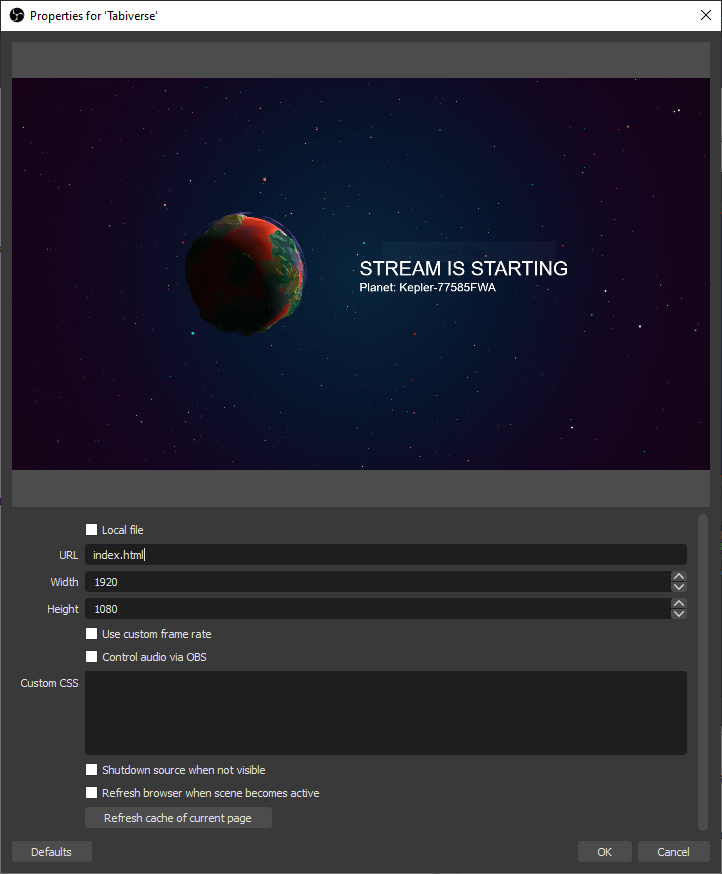 Properties for 'Tabiverse'
STREAM IS STARTING
Planet: Kepler-77585FWA
Local file
URL index.html
Width 1920
Height 1080
Use custom frame rate
Control audio via OBS
Custom CSS
Shutdown source when not visible
Refresh browser when scene becomes active
Refresh cache of current page
Defaults OK Cancel